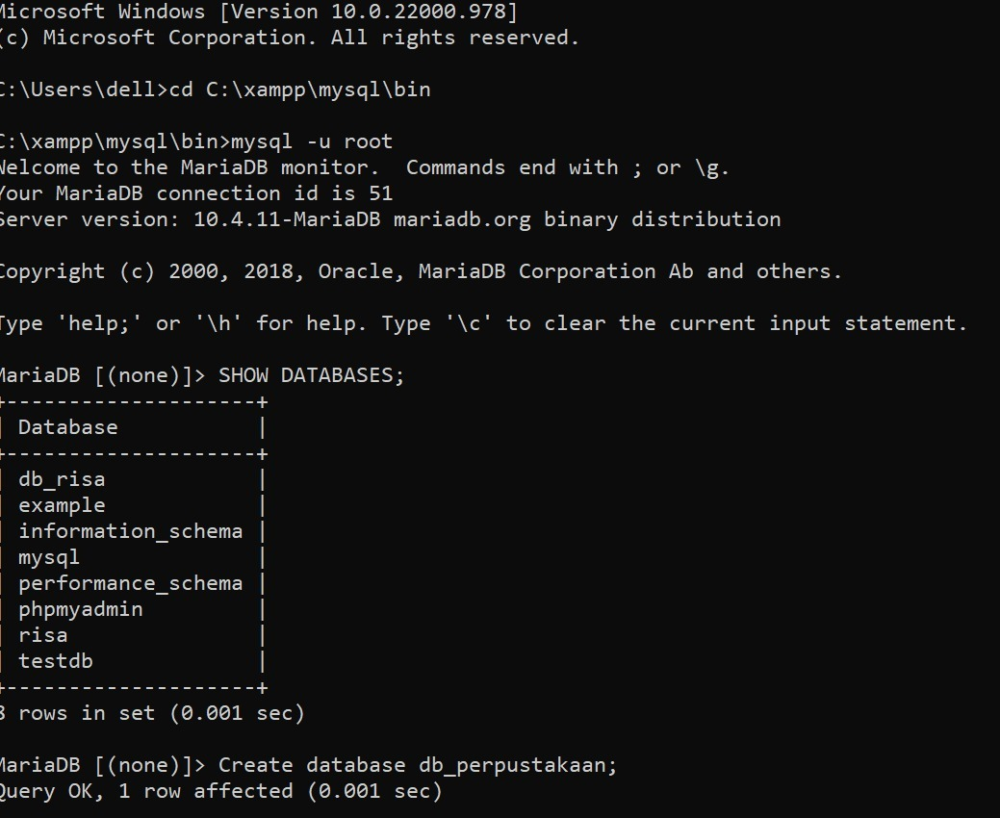 Microsoft Windows [Version 10.0.22000.978]
(c) Microsoft Corporation. All rights reserved.
C:\Users\dell>cd C:\xampp\mysql\bin
C:\xampp\mysql\bin>mysql -u root
Welcome to the MariaDB monitor.  Commands end with ; or \g.
Your MariaDB connection id is 51
Server version: 10.4.11-MariaDB mariadb.org binary distribution
Copyright (c) 2000, 2018, Oracle, MariaDB Corporation Ab and others.
Type 'help;' or '\h' for help. Type '\c' to clear the current input statement.
MariaDB [(none)]> SHOW DATABASES;
+--------------------+
| Database           |
+--------------------+
| db_risa            |
| example            |
| information_schema |
| mysql              |
| performance_schema |
| phpmyadmin         |
| risa               |
| testdb             |
+--------------------+
8 rows in set (0.001 sec)
MariaDB [(none)]> Create database db_perpustakaan;
Query OK, 1 row affected (0.001 sec)